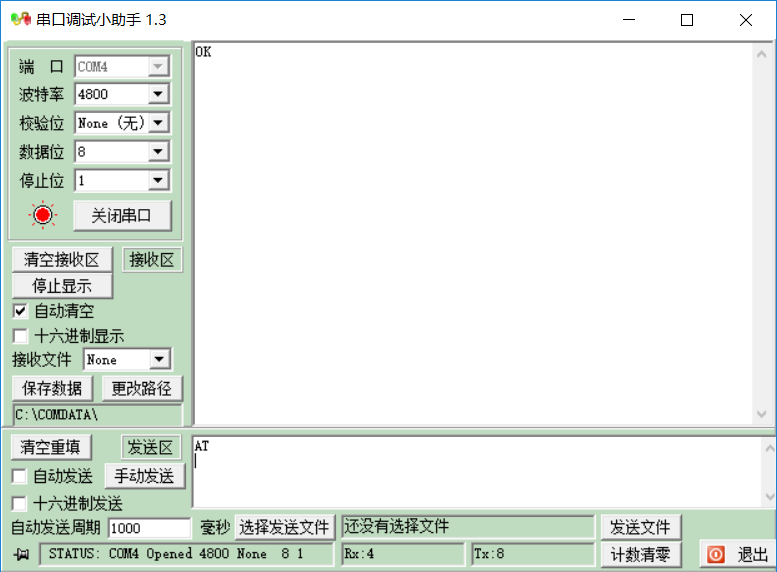 串口调试小助手 1.3
端 口 COM4
波特率 4800
校验位 None (无)
数据位 8
停止位 1
关闭串口
清空接收区 接收区
停止显示
自动清空
十六进制显示
接收文件 None
保存数据 更改路径
C:\COMDATA\
OK
清空重填 发送区
自动发送 手动发送
十六进制发送
AT
自动发送周期 1000 毫秒 选择发送文件 还没有选择文件 发送文件
STATUS: COM4 Opened 4800 None 8 1 Rx:4 Tx:8 计数清零 退出